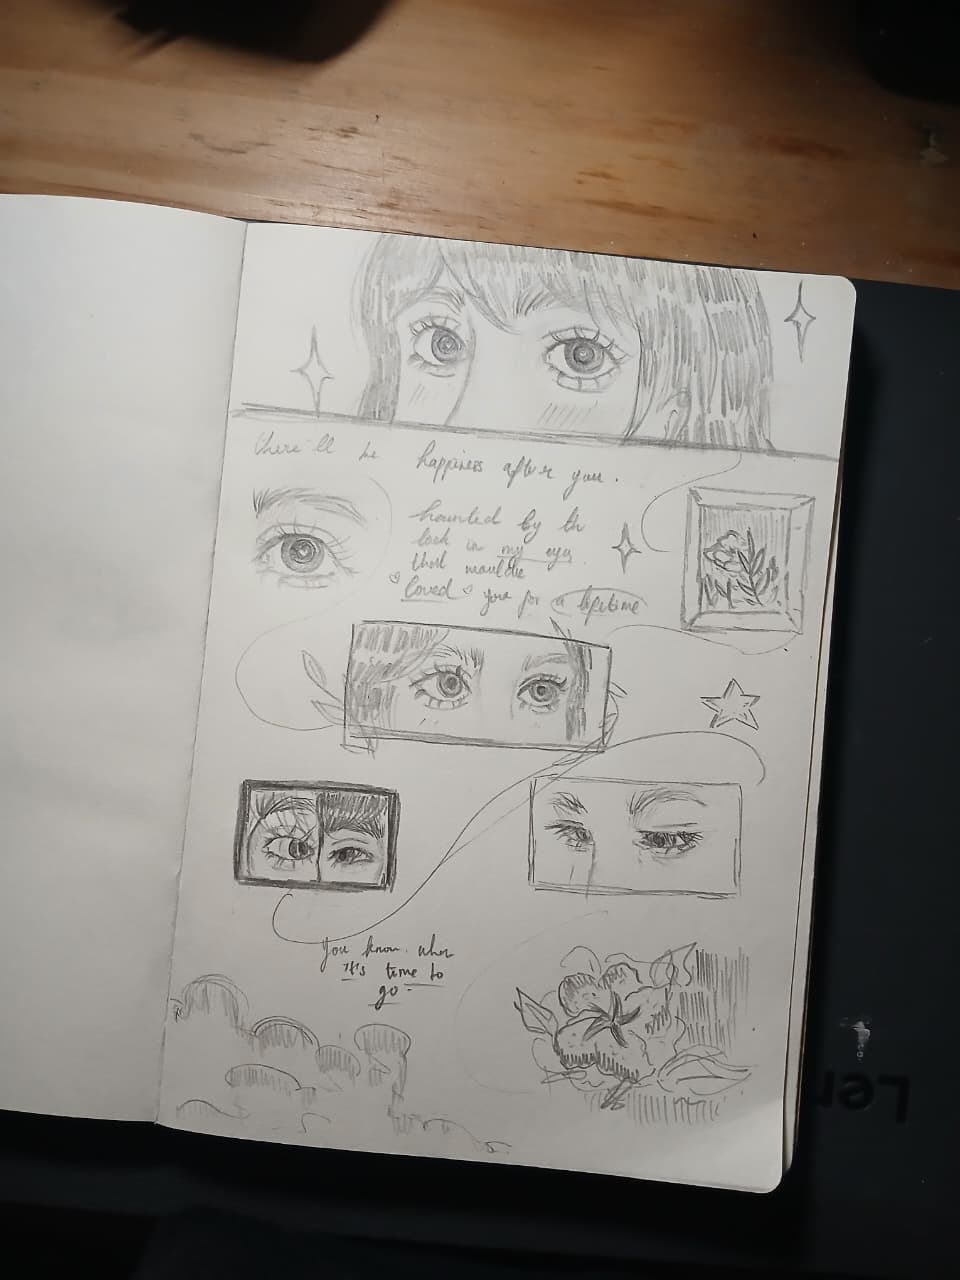 there'll be happiness after you.
haunted by th
look in my eyes
that would've
loved you for a lifetime
You know when
it's time to
go.
Len